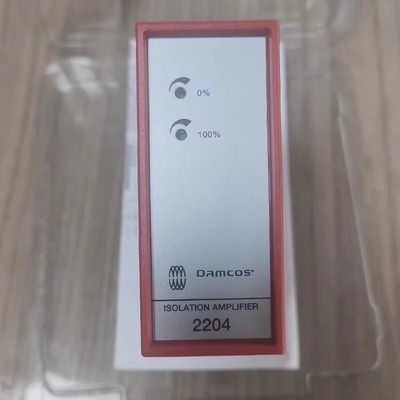 0%
100%
Damcos
ISOLATION AMPLIFIER
2204